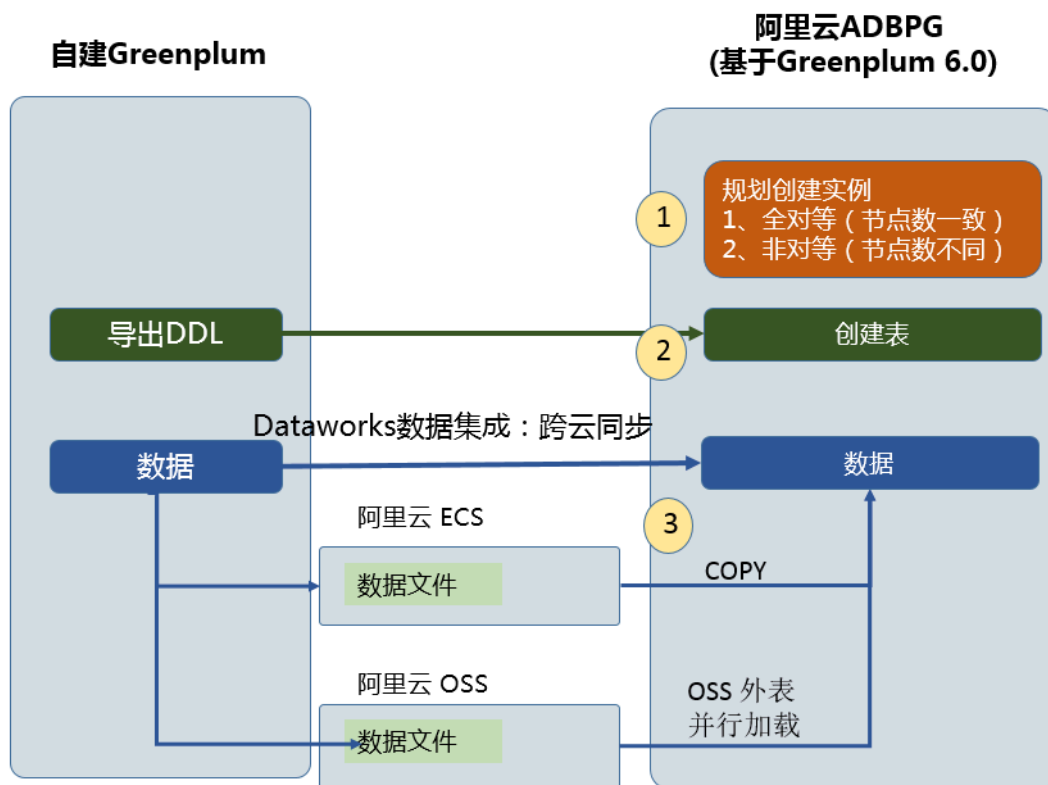 自建Greenplum
阿里云ADBPG
(基于Greenplum 6.0)
1
规划创建实例
1、全对等（节点数一致）
2、非对等（节点数不同）
导出DDL
2
创建表
Dataworks数据集成：跨云同步
数据
数据
阿里云 ECS
3
数据文件
COPY
阿里云 OSS
OSS 外表
并行加载
数据文件